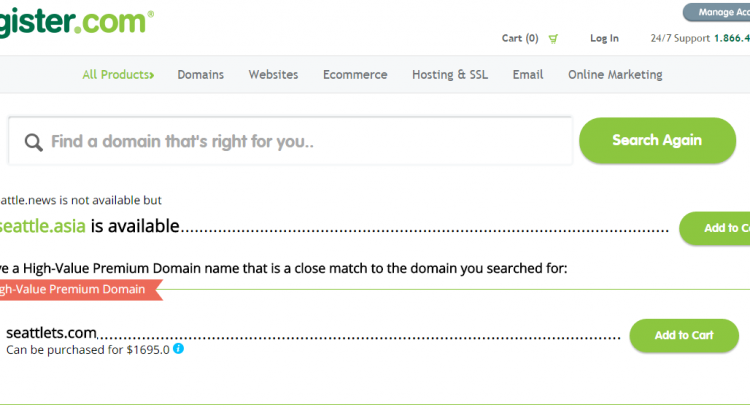 gister.com®
Manage Acc
Cart (0) Log In 24/7 Support 1.866.4
All Products Domains Websites Ecommerce Hosting & SSL Email Online Marketing
Find a domain that's right for you.. Search Again
attle.news is not available but
seattle.asia is available Add to C
e a High-Value Premium Domain name that is a close match to the domain you searched for:
gh-Value Premium Domain
seattlets.com Add to Cart
Can be purchased for $1695.0